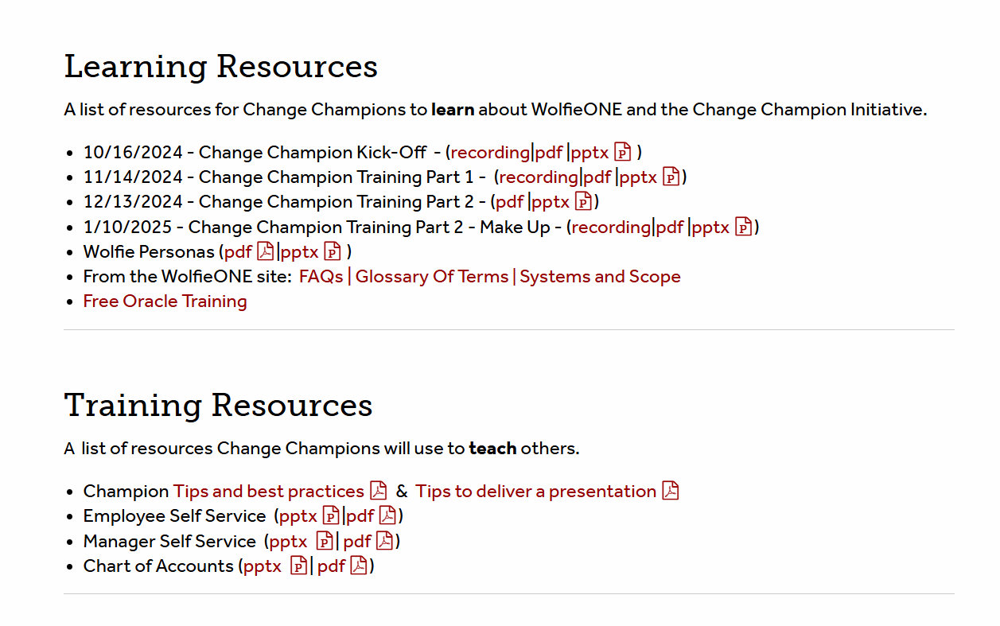 Learning Resources
A list of resources for Change Champions to learn about WolfieONE and the Change Champion Initiative.
• 10/16/2024 - Change Champion Kick-Off - (recording|pdf |pptx )
• 11/14/2024 - Change Champion Training Part 1 - (recording|pdf |pptx )
• 12/13/2024 - Change Champion Training Part 2 - (pdf |pptx )
• 1/10/2025 - Change Champion Training Part 2 - Make Up - (recording|pdf |pptx )
• Wolfie Personas (pdf |pptx )
• From the WolfieONE site: FAQs | Glossary Of Terms | Systems and Scope
• Free Oracle Training
Training Resources
A list of resources Change Champions will use to teach others.
• Champion Tips and best practices & Tips to deliver a presentation
• Employee Self Service (pptx |pdf )
• Manager Self Service (pptx | pdf )
• Chart of Accounts (pptx | pdf )